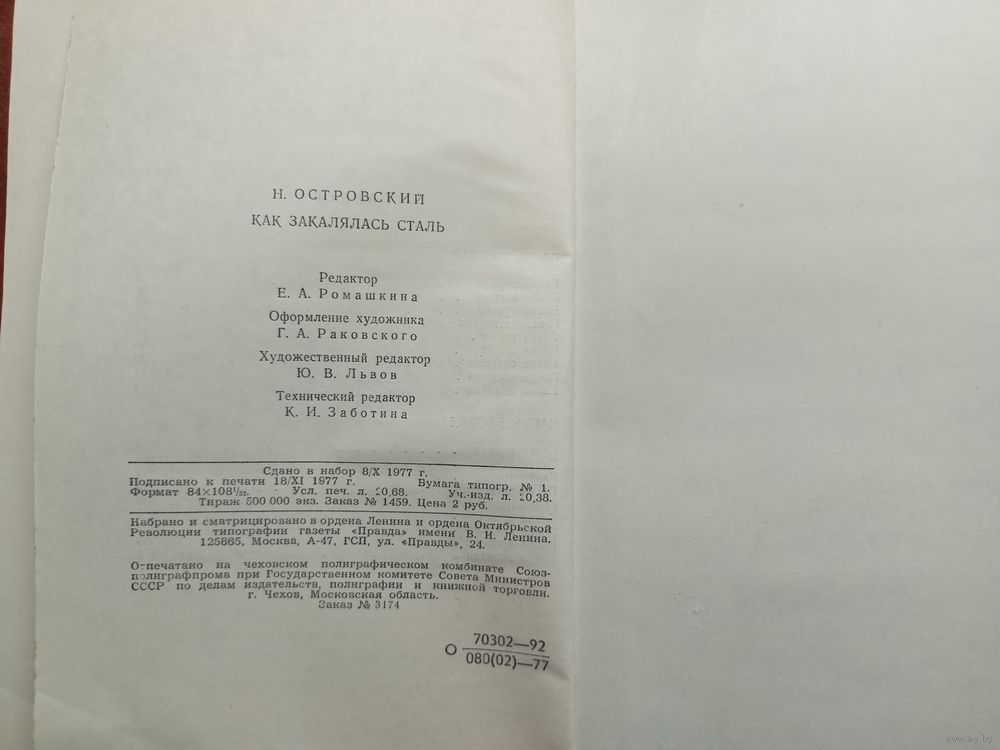 Н. ОСТРОВСКИЙ
КАК ЗАКАЛЯЛАСЬ СТАЛЬ
Редактор
Е. А. Ромашкина
Оформление художника
Г. А. Раковского
Художественный редактор
Ю. В. Львов
Технический редактор
К. И. Заботина
Сдано в набор 8/X 1977 г.
Подписано к печати 18/XI 1977 г. Бумага типогр. № 1.
Формат 84×108¹/₃₂. Усл. печ. л. 20,68. Уч.-изд. л. 20,38.
Тираж 500 000 экз. Заказ № 1459. Цена 2 руб.
Набрано и сматрицировано в ордена Ленина и ордена Октябрьской
Революции типографии газеты «Правда» имени В. И. Ленина.
125865, Москва, А-47, ГСП, ул. «Правды», 24.
Отпечатано на чеховском полиграфическом комбинате Союз-
полиграфпрома при Государственном комитете Совета Министров
СССР по делам издательств, полиграфии и книжной торговли.
г. Чехов, Московская область.
Заказ № 3174
О 70302—92
080(02)—77
www.ay.by